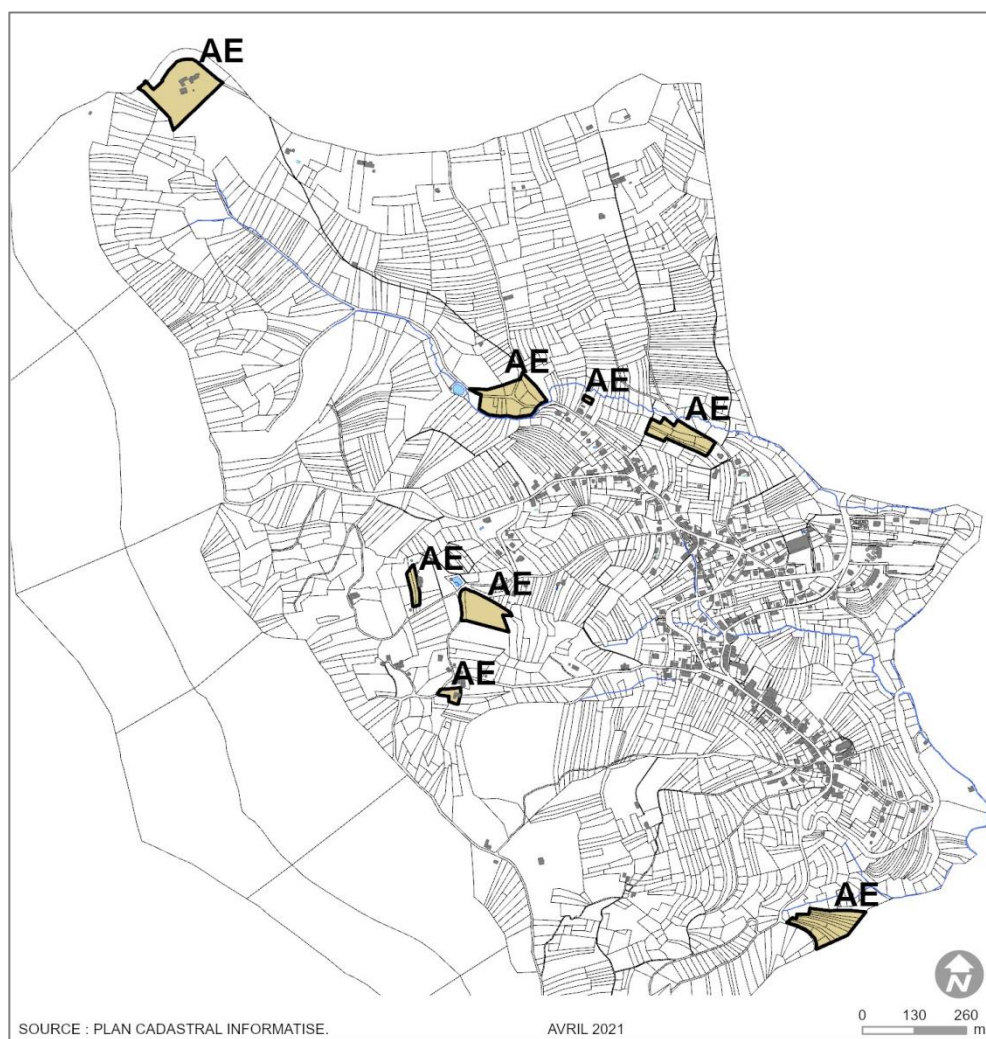 AE
AE
AE
AE
AE
AE
AE
AE
N
SOURCE : PLAN CADASTRAL INFORMATISE.
AVRIL 2021
0 130 260
m